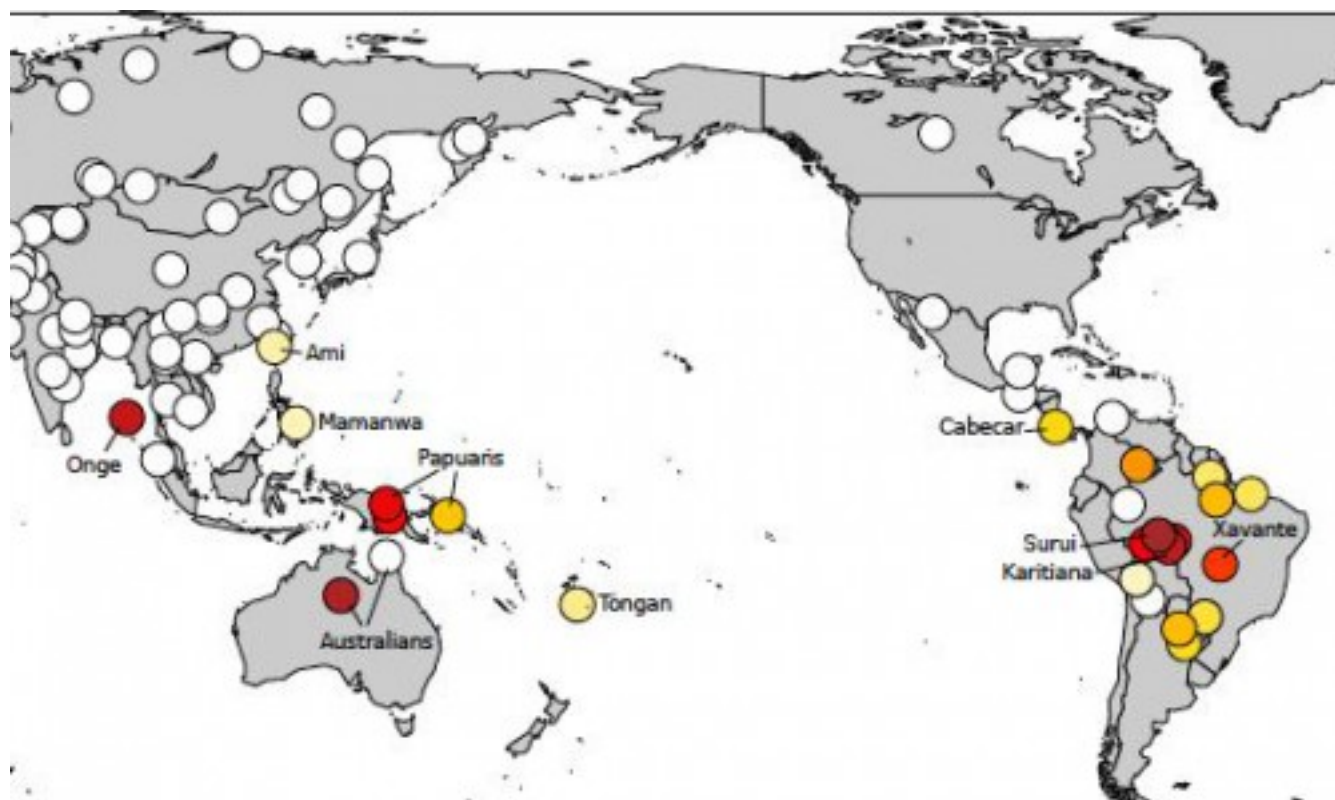 Ami
Mamanwa
Onge
Papuans
Cabecar
Xavante
Surui
Karitiana
Tongan
Australians